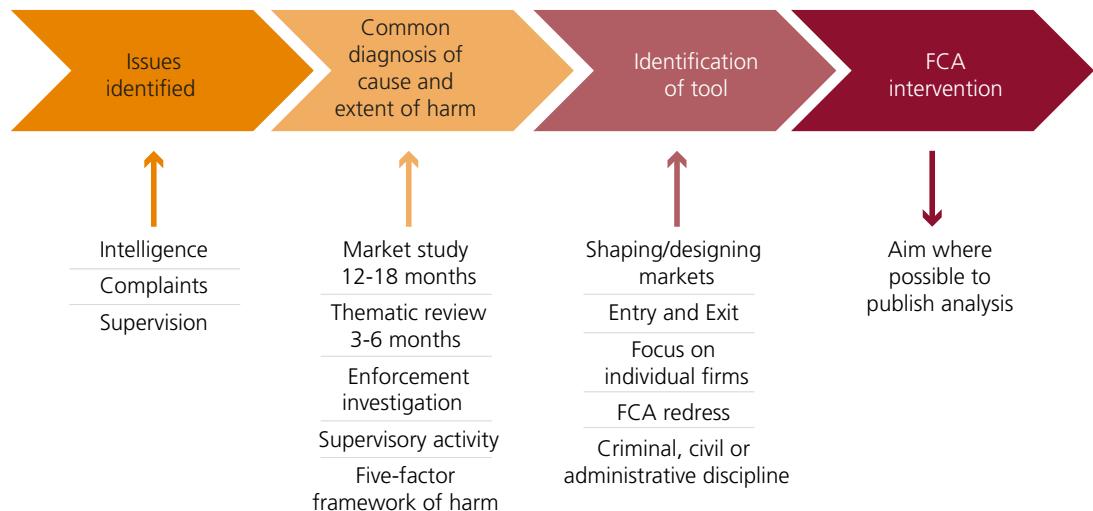 Issues
identified
Common
diagnosis of
cause and
extent of harm
Identification
of tool
FCA
intervention
Intelligence
Complaints
Supervision
Market study
12-18 months
Thematic review
3-6 months
Enforcement
investigation
Supervisory activity
Five-factor
framework of harm
Shaping/designing
markets
Entry and Exit
Focus on
individual firms
FCA redress
Criminal, civil or
administrative discipline
Aim where
possible to
publish analysis